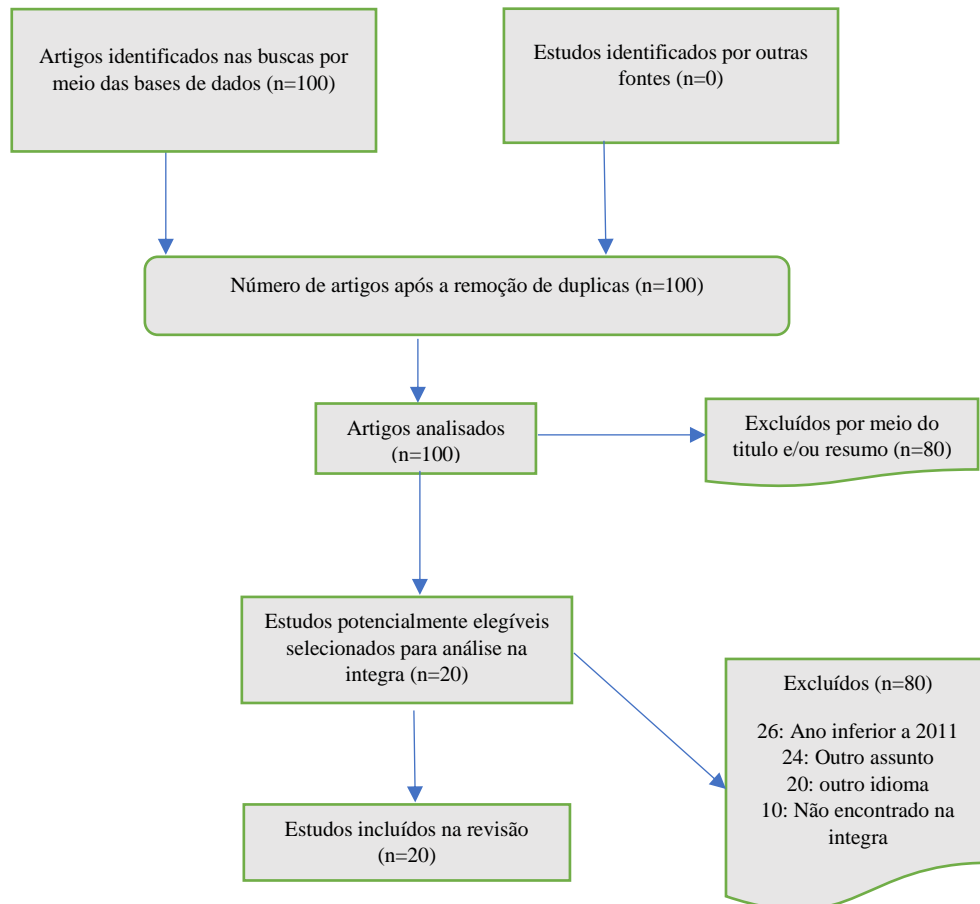 Artigos identificados nas buscas por
meio das bases de dados (n=100)
Estudos identificados por outras
fontes (n=0)
Número de artigos após a remoção de duplicas (n=100)
Artigos analisados
(n=100)
Excluídos por meio do
titulo e/ou resumo (n=80)
Estudos potencialmente elegíveis
selecionados para análise na
integra (n=20)
Excluídos (n=80)
26: Ano inferior a 2011
24: Outro assunto
20: outro idioma
10: Não encontrado na
integra
Estudos incluídos na revisão
(n=20)